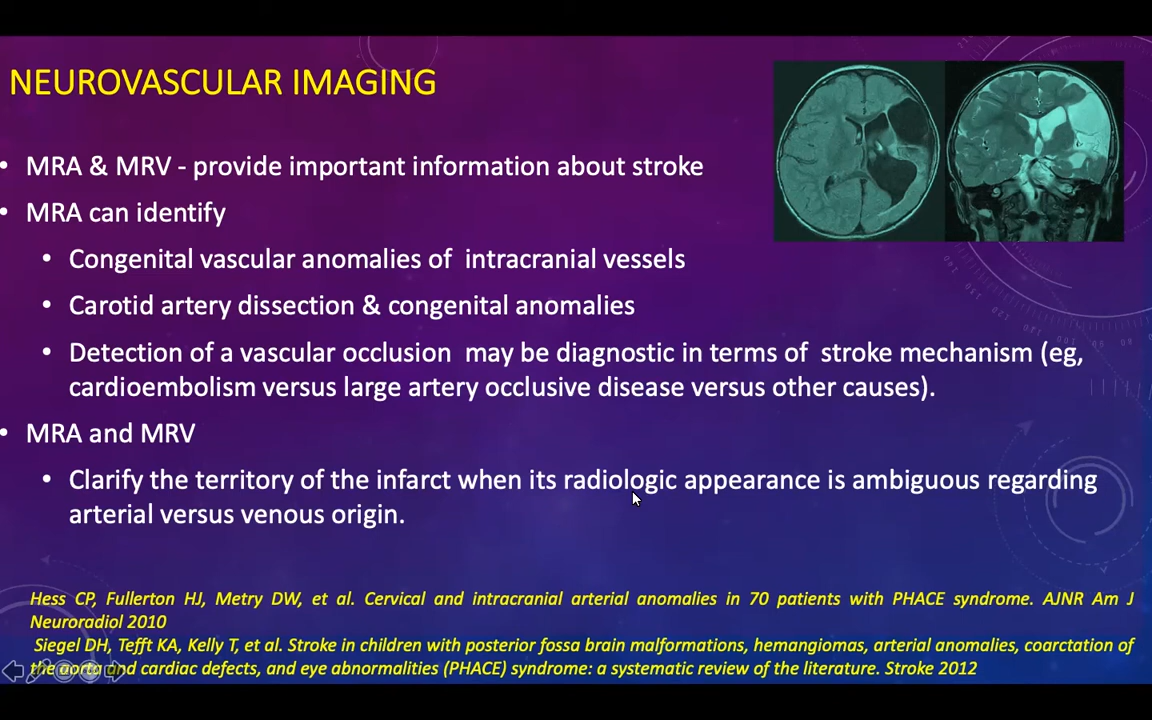 NEUROVASCULAR IMAGING
• MRA & MRV - provide important information about stroke
• MRA can identify
• Congenital vascular anomalies of intracranial vessels
• Carotid artery dissection & congenital anomalies
• Detection of a vascular occlusion may be diagnostic in terms of stroke mechanism (eg,
cardioembolism versus large artery occlusive disease versus other causes).
• MRA and MRV
• Clarify the territory of the infarct when its radiologic appearance is ambiguous regarding
arterial versus venous origin.
Hess CP, Fullerton HJ, Metry DW, et al. Cervical and intracranial arterial anomalies in 70 patients with PHACE syndrome. AJNR Am J
Neuroradiol 2010
Siegel DH, Tefft KA, Kelly T, et al. Stroke in children with posterior fossa brain malformations, hemangiomas, arterial anomalies, coarctation of
the aorta and cardiac defects, and eye abnormalities (PHACE) syndrome: a systematic review of the literature. Stroke 2012